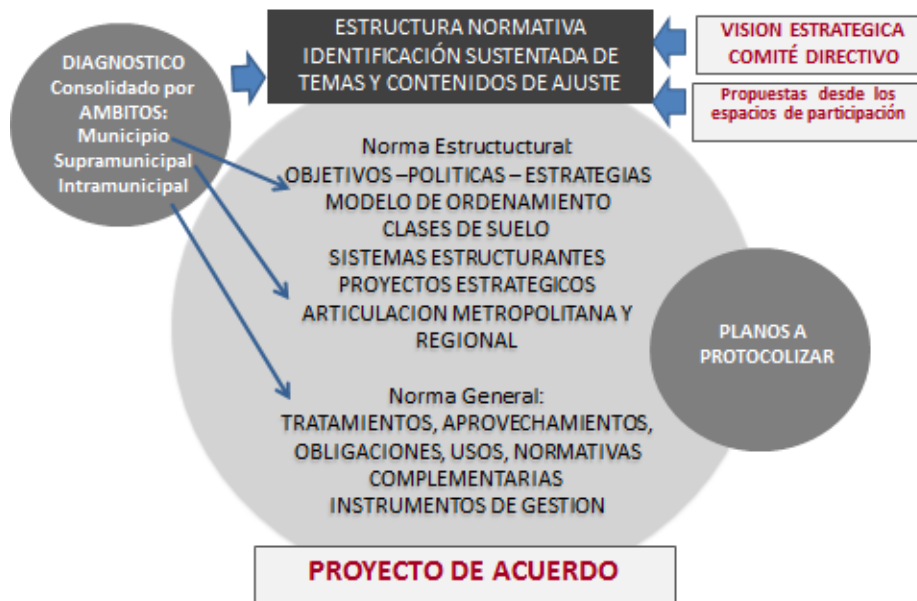 ESTRUCTURA NORMATIVA
IDENTIFICACIÓN SUSTENTADA DE
TEMAS Y CONTENIDOS DE AJUSTE
VISION ESTRATEGICA
COMITÉ DIRECTIVO
Propuestas desde los
espacios de participación
DIAGNOSTICO
Consolidado por
AMBITOS:
Municipio
Supramunicipal
Intramunicipal
Norma Estructuctural:
OBJETIVOS –POLITICAS – ESTRATEGIAS
MODELO DE ORDENAMIENTO
CLASES DE SUELO
SISTEMAS ESTRUCTURANTES
PROYECTOS ESTRATEGICOS
ARTICULACION METROPOLITANA Y
REGIONAL
PLANOS A
PROTOCOLIZAR
Norma General:
TRATAMIENTOS, APROVECHAMIENTOS,
OBLIGACIONES, USOS, NORMATIVAS
COMPLEMENTARIAS
INSTRUMENTOS DE GESTION
PROYECTO DE ACUERDO